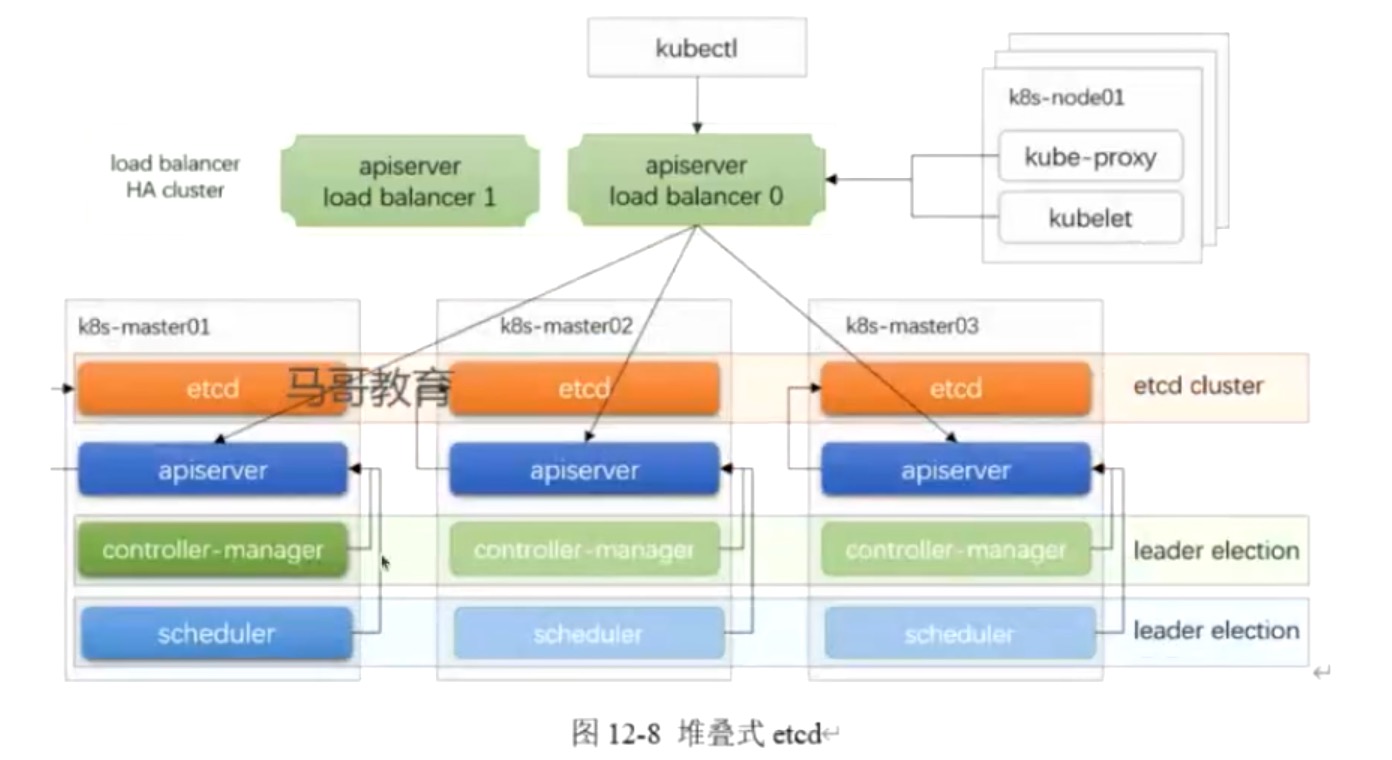 kubectl
k8s-node01
kube-proxy
kubelet
load balancer
HA cluster
apiserver
load balancer 1
apiserver
load balancer 0
k8s-master01
k8s-master02
k8s-master03
etcd
马哥教育
etcd
etcd
etcd cluster
apiserver
apiserver
apiserver
controller-manager
controller-manager
controller-manager
leader election
scheduler
scheduler
scheduler
leader election
图 12-8 堆叠式 etcd